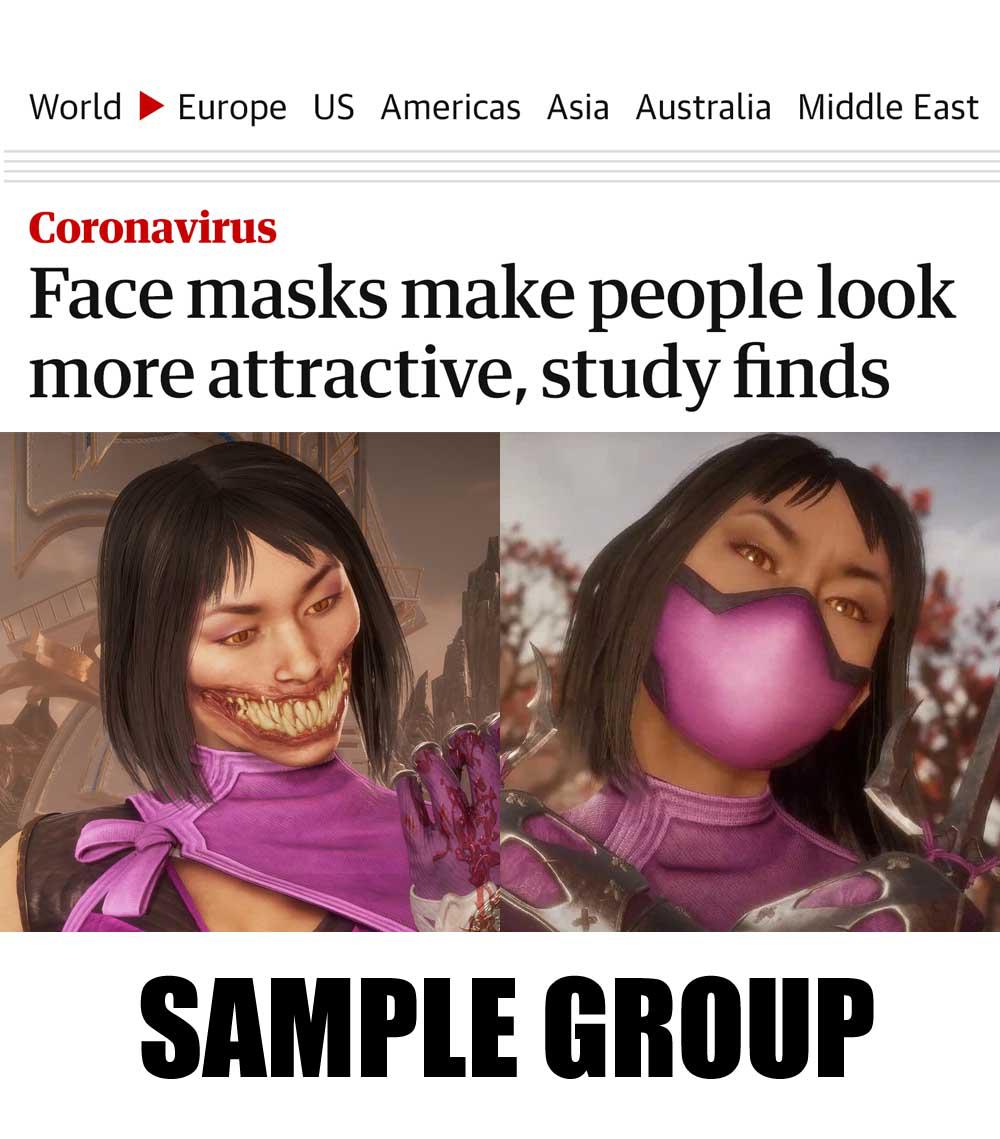 World Europe US Americas Asia Australia Middle East
Coronavirus
Face masks make people look
more attractive, study finds
SAMPLE GROUP